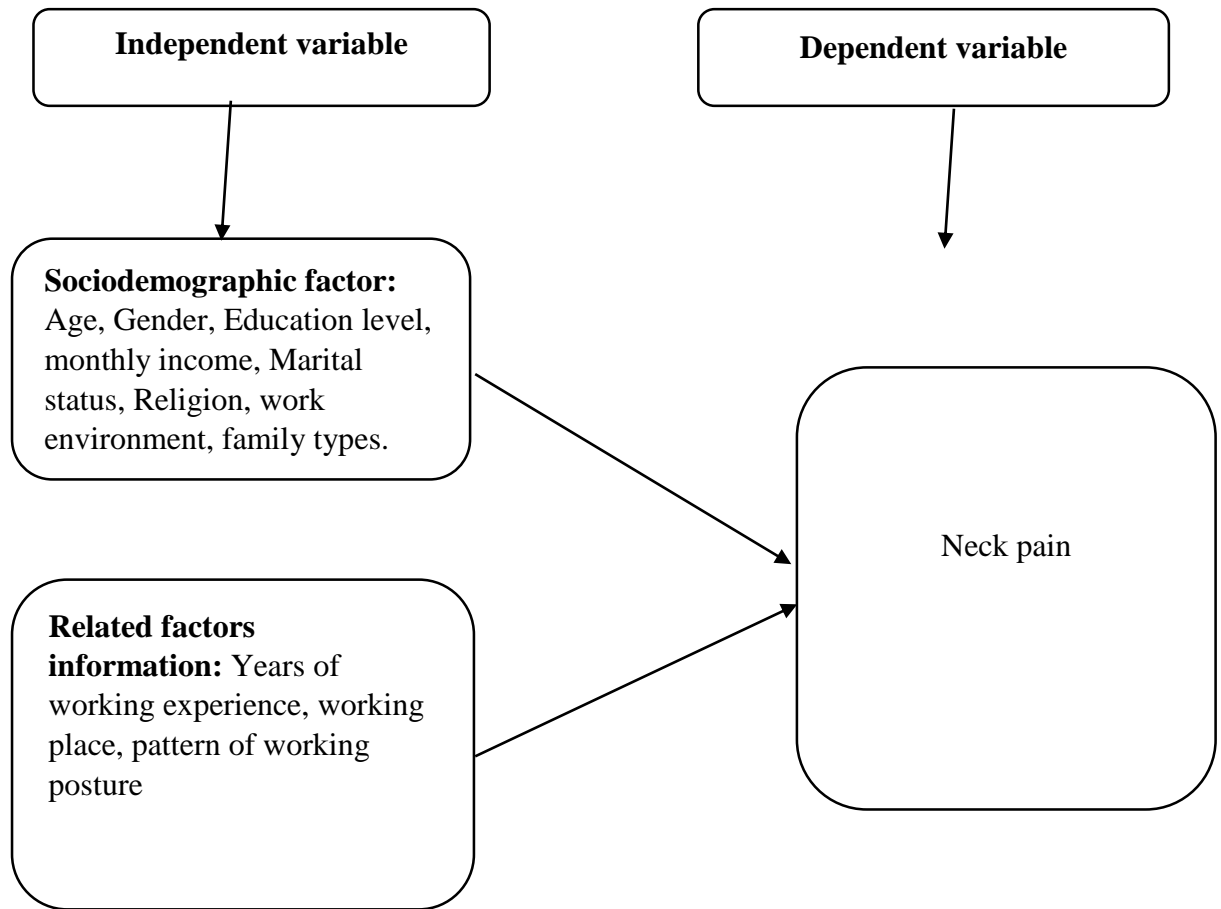 Independent variable
Dependent variable
Sociodemographic factor:
Age, Gender, Education level,
monthly income, Marital
status, Religion, work
environment, family types.
Neck pain
Related factors
information: Years of
working experience, working
place, pattern of working
posture